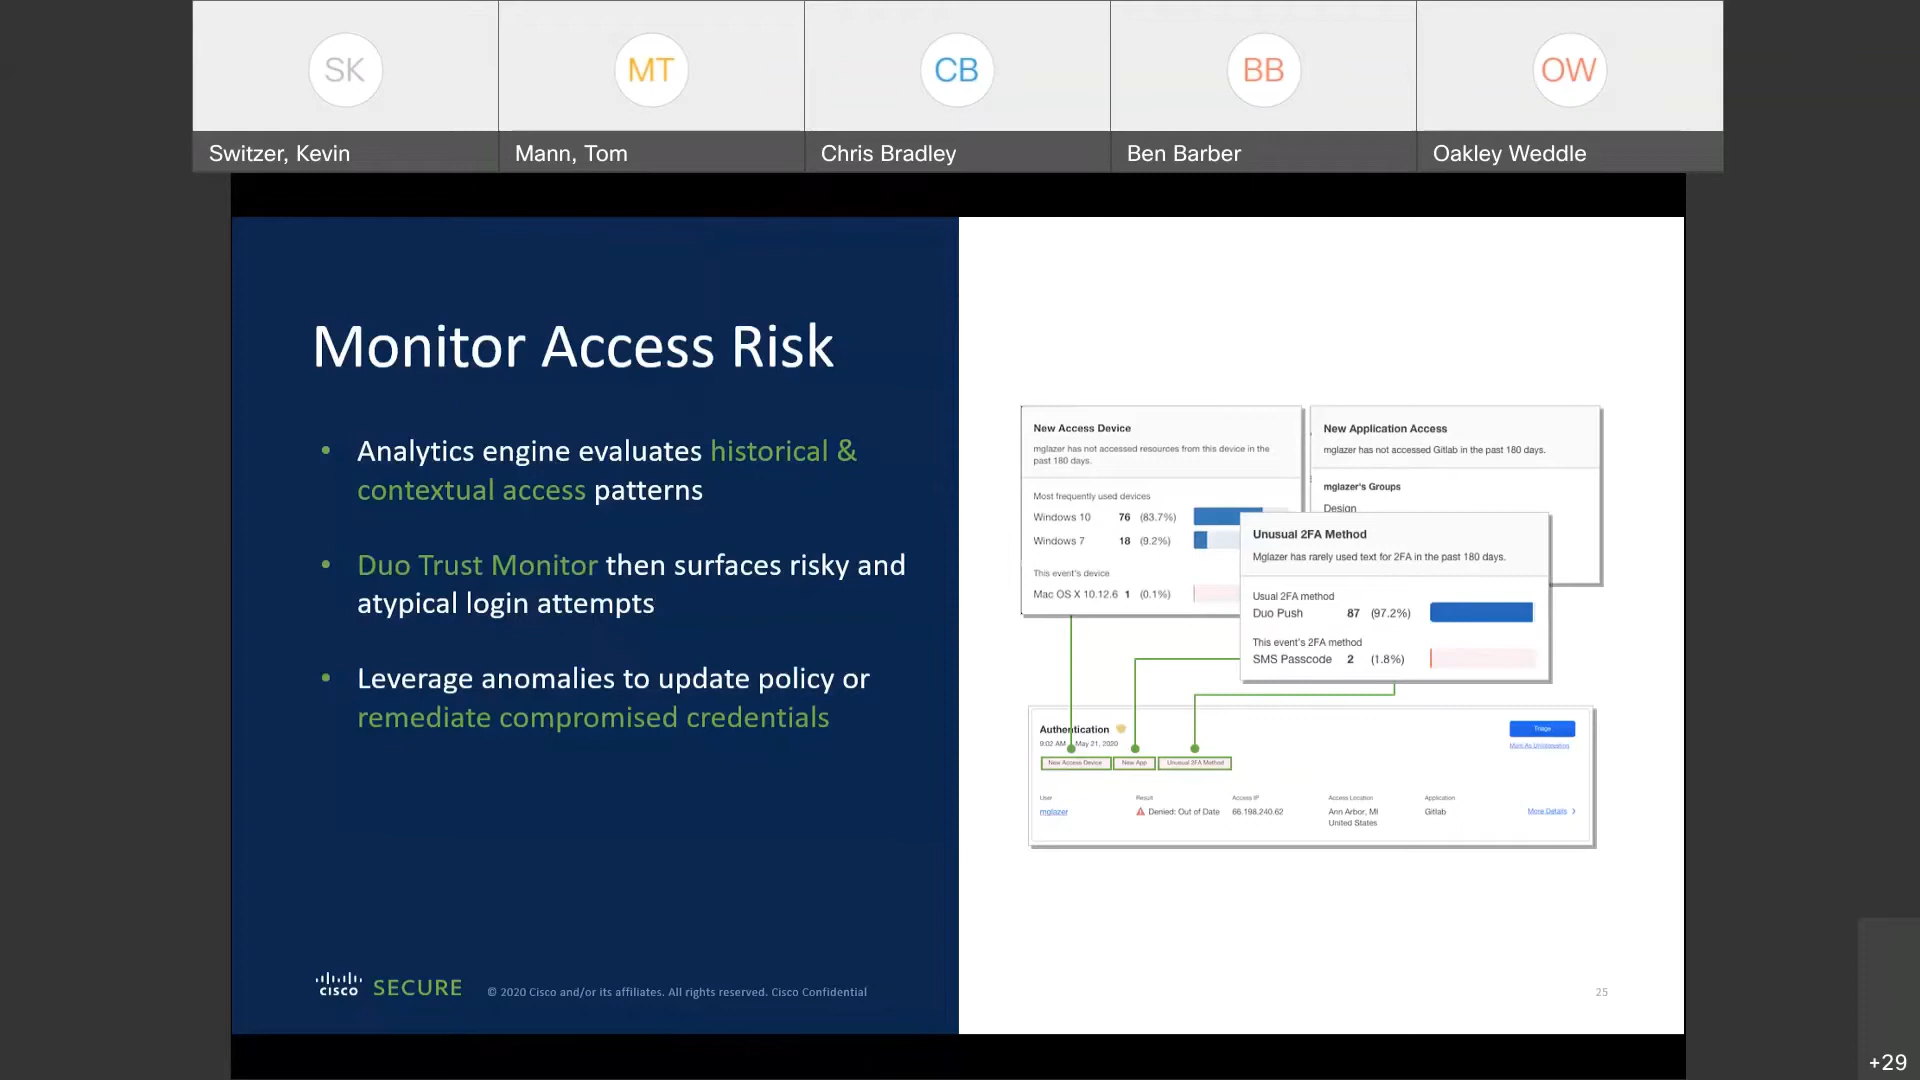 SK
MT
CB
BB
OW
Switzer, Kevin
Mann, Tom
Chris Bradley
Ben Barber
Oakley Weddle
Monitor Access Risk
• Analytics engine evaluates historical &
contextual access patterns
• Duo Trust Monitor then surfaces risky and
atypical login attempts
• Leverage anomalies to update policy or
remediate compromised credentials
New Access Device
mglazer has not accessed resources from this device in the
past 180 days.
Most frequently used devices
Windows 10 76 (83.7%)
Windows 7 18 (9.2%)
This event's device
Mac OS X 10.12.6 1 (0.1%)
New Application Access
mglazer has not accessed Gitlab in the past 180 days.
mglazer's Groups
Design
Unusual 2FA Method
Mglazer has rarely used text for 2FA in the past 180 days.
Usual 2FA method
Duo Push 87 (97.2%)
This event's 2FA method
SMS Passcode 2 (1.8%)
Authentication
9:02 AM May 21, 2020
New Access Device New App Unusual 2FA Method
Triage
Mark As Uninteresting
User Result Access IP Access Location Application
mglazer Denied: Out of Date 66.198.240.62 Ann Arbor, MI Gitlab More Details
United States
CISCO SECURE
© 2020 Cisco and/or its affiliates. All rights reserved. Cisco Confidential
25
+29